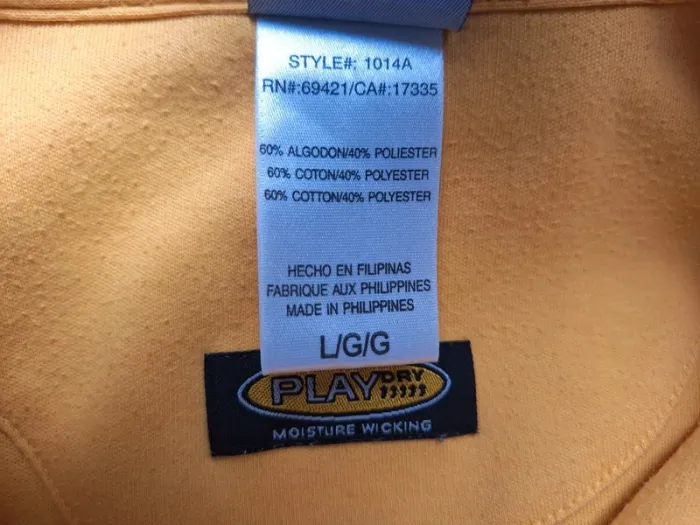 STYLE#: 1014A
RN#:69421/CA#:17335
60% ALGODON/40% POLIESTER
60% COTON/40% POLYESTER
60% COTTON/40% POLYESTER
HECHO EN FILIPINAS
FABRIQUE AUX PHILIPPINES
MADE IN PHILIPPINES
L/G/G
PLAY DRY
MOISTURE WICKING